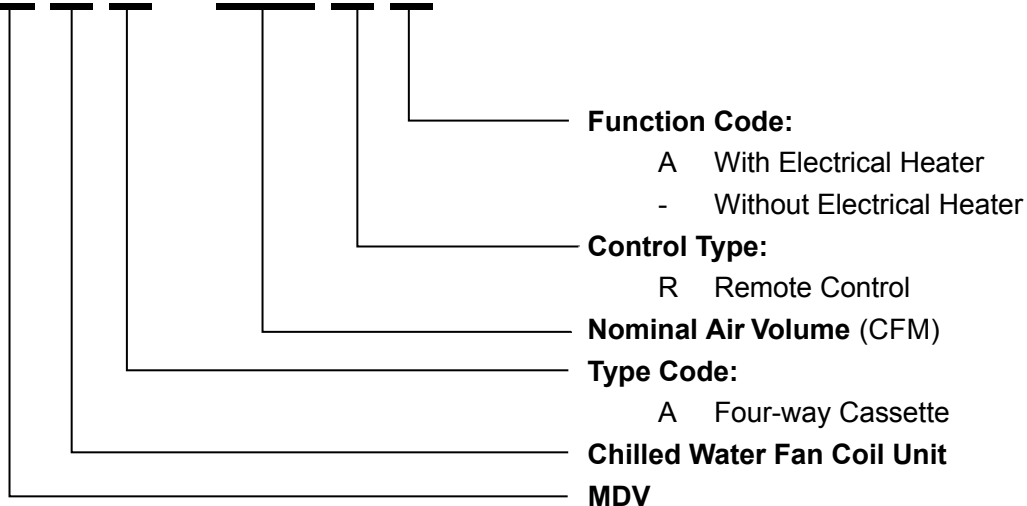 Function Code:
A With Electrical Heater
- Without Electrical Heater
Control Type:
R Remote Control
Nominal Air Volume (CFM)
Type Code:
A Four-way Cassette
Chilled Water Fan Coil Unit
MDV